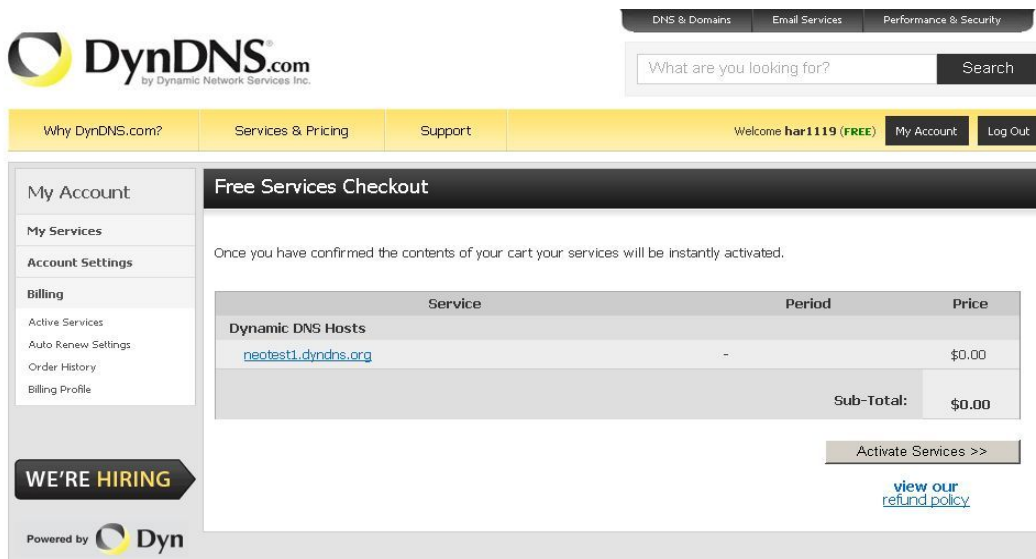 DNS & Domains Email Services Performance & Security
DynDNS.com
by Dynamic Network Services Inc.
What are you looking for? Search
Why DynDNS.com? Services & Pricing Support Welcome har1119 (FREE) My Account Log Out
My Account
My Services
Account Settings
Billing
Active Services
Auto Renew Settings
Order History
Billing Profile
WE'RE HIRING
Powered by Dyn
Free Services Checkout
Once you have confirmed the contents of your cart your services will be instantly activated.
Service Period Price
Dynamic DNS Hosts
neotest1.dyndns.org - $0.00
Sub-Total: $0.00
Activate Services >>
view our
refund policy